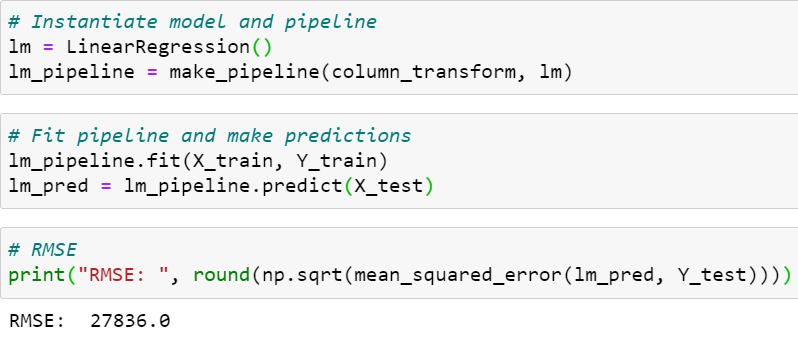 # Instantiate model and pipeline
lm = LinearRegression()
lm_pipeline = make_pipeline(column_transform, lm)
# Fit pipeline and make predictions
lm_pipeline.fit(X_train, Y_train)
lm_pred = lm_pipeline.predict(X_test)
# RMSE
print("RMSE: ", round(np.sqrt(mean_squared_error(lm_pred, Y_test))))
RMSE:  27836.0